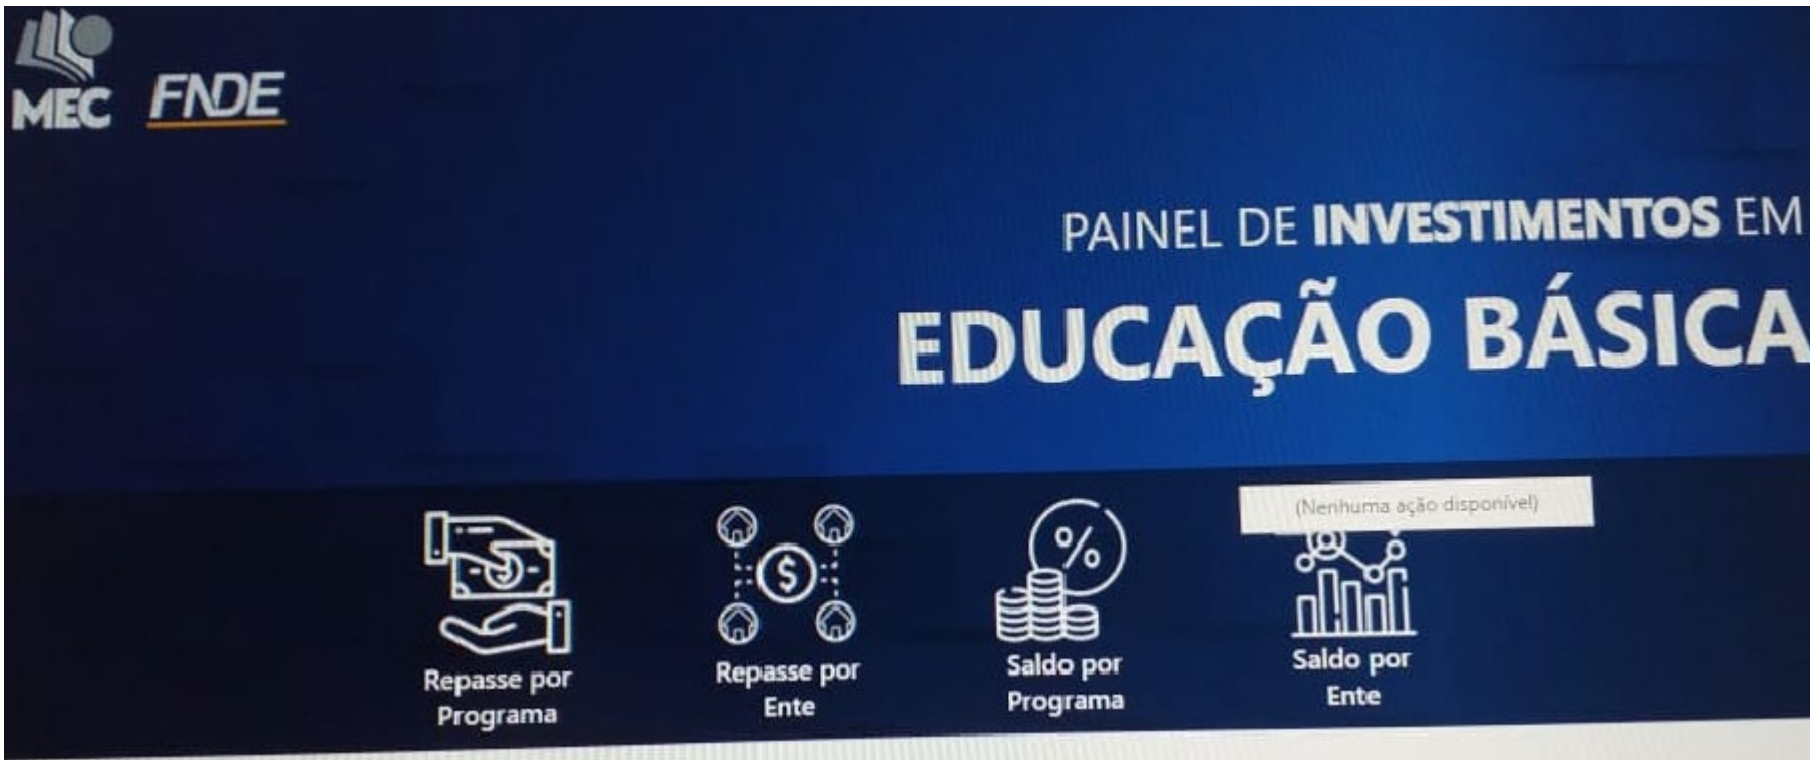 MEC FNDE
PAINEL DE INVESTIMENTOS EM
EDUCAÇÃO BÁSICA
(Nenhuma ação disponível)
$
%
Repasse por
Programa
Repasse por
Ente
Saldo por
Programa
Saldo por
Ente